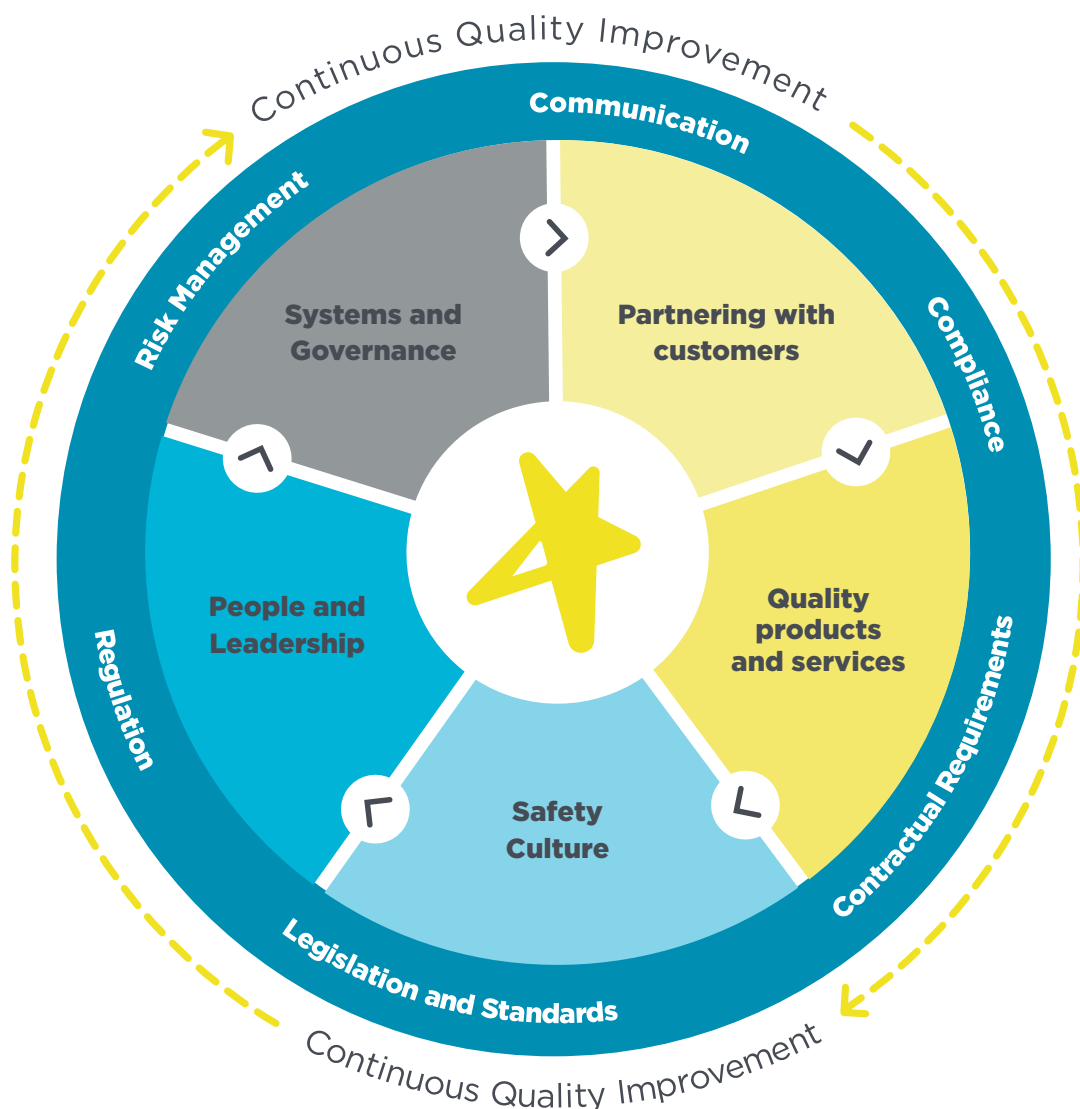 Continuous Quality Improvement
Communication
Risk Management
Compliance
Systems and
Governance
Partnering with
customers
People and
Leadership
Quality
products
and services
Regulation
Contractual Requirements
Safety
Culture
Legislation and Standards
Continuous Quality Improvement